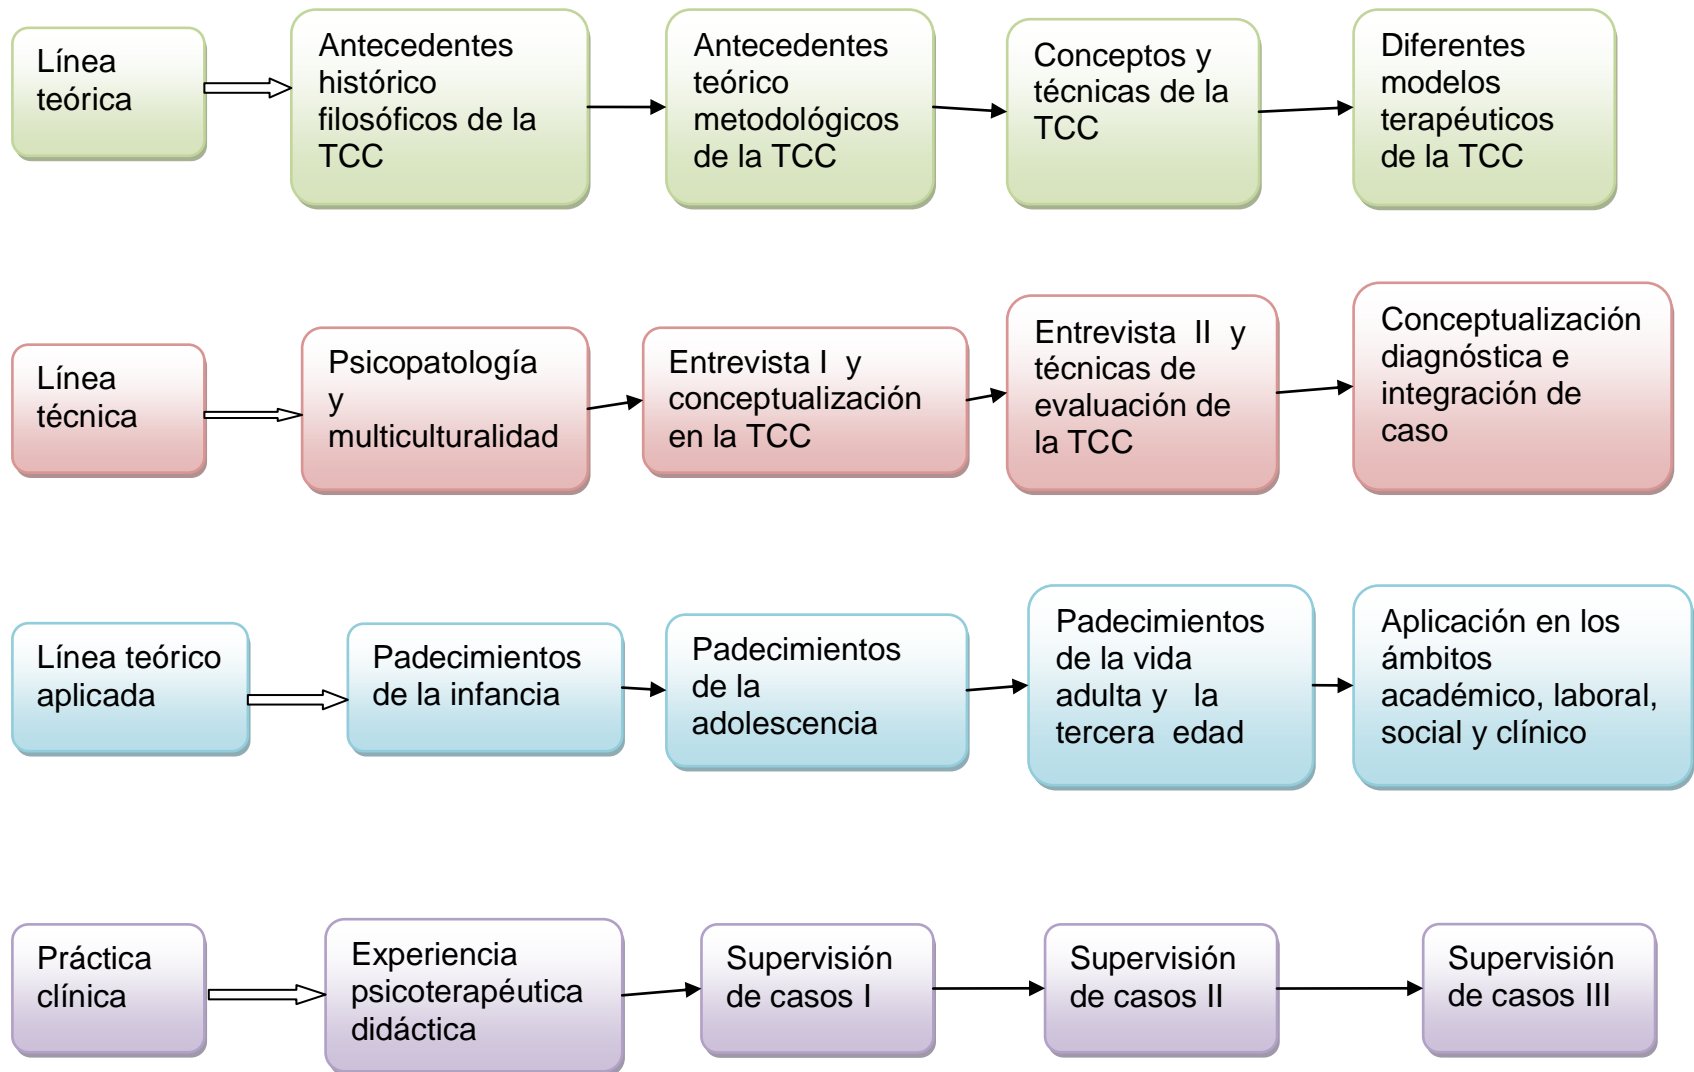 Línea
teórica
Antecedentes
histórico
filosóficos de la
TCC
Antecedentes
teórico
metodológicos
de la TCC
Conceptos y
técnicas de la
TCC
Diferentes
modelos
terapéuticos
de la TCC
Línea
técnica
Psicopatología
y
multiculturalidad
Entrevista I y
conceptualización
en la TCC
Entrevista II y
técnicas de
evaluación de
la TCC
Conceptualización
diagnóstica e
integración de
caso
Línea teórico
aplicada
Padecimientos
de la infancia
Padecimientos
de la
adolescencia
Padecimientos
de la vida
adulta y la
tercera edad
Aplicación en los
ámbitos
académico, laboral,
social y clínico
Práctica
clínica
Experiencia
psicoterapéutica
didáctica
Supervisión
de casos I
Supervisión
de casos II
Supervisión
de casos III